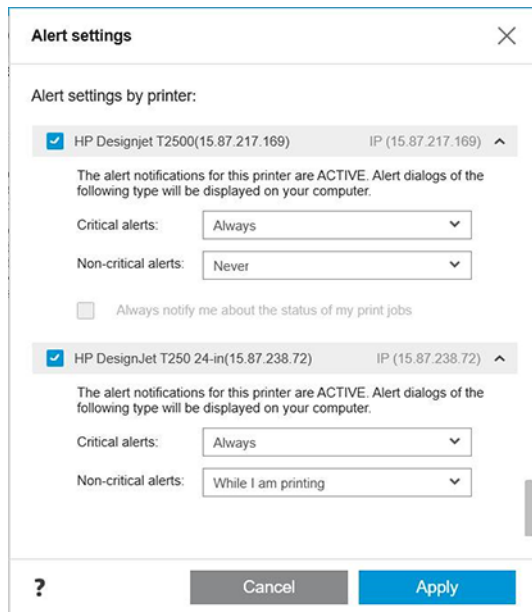 Alert settings
Alert settings by printer:
HP Designjet T2500(15.87.217.169) IP (15.87.217.169)
The alert notifications for this printer are ACTIVE. Alert dialogs of the
following type will be displayed on your computer.
Critical alerts: Always
Non-critical alerts: Never
Always notify me about the status of my print jobs
HP DesignJet T250 24-in(15.87.238.72) IP (15.87.238.72)
The alert notifications for this printer are ACTIVE. Alert dialogs of the
following type will be displayed on your computer.
Critical alerts: Always
Non-critical alerts: While I am printing
? Cancel Apply